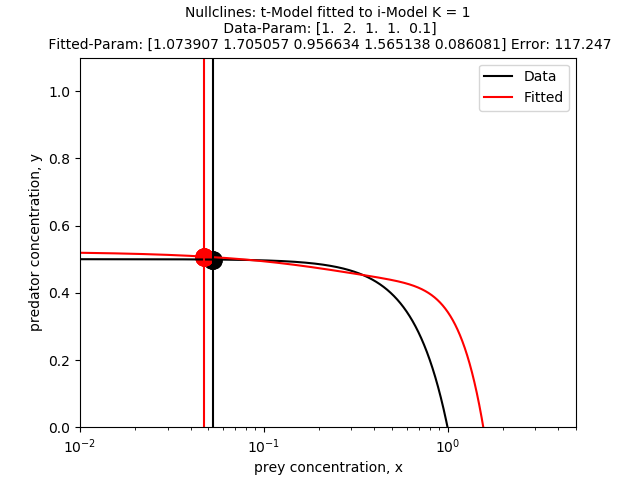 Nullclines: t-Model fitted to i-Model K = 1
Data-Param: [1. 2. 1. 1. 0.1]
Fitted-Param: [1.073907 1.705057 0.956634 1.565138 0.086081] Error: 117.247
Data
Fitted
predator concentration, y
1.0
0.8
0.6
0.4
0.2
0.0
10⁻²
10⁻¹
10⁰
prey concentration, x